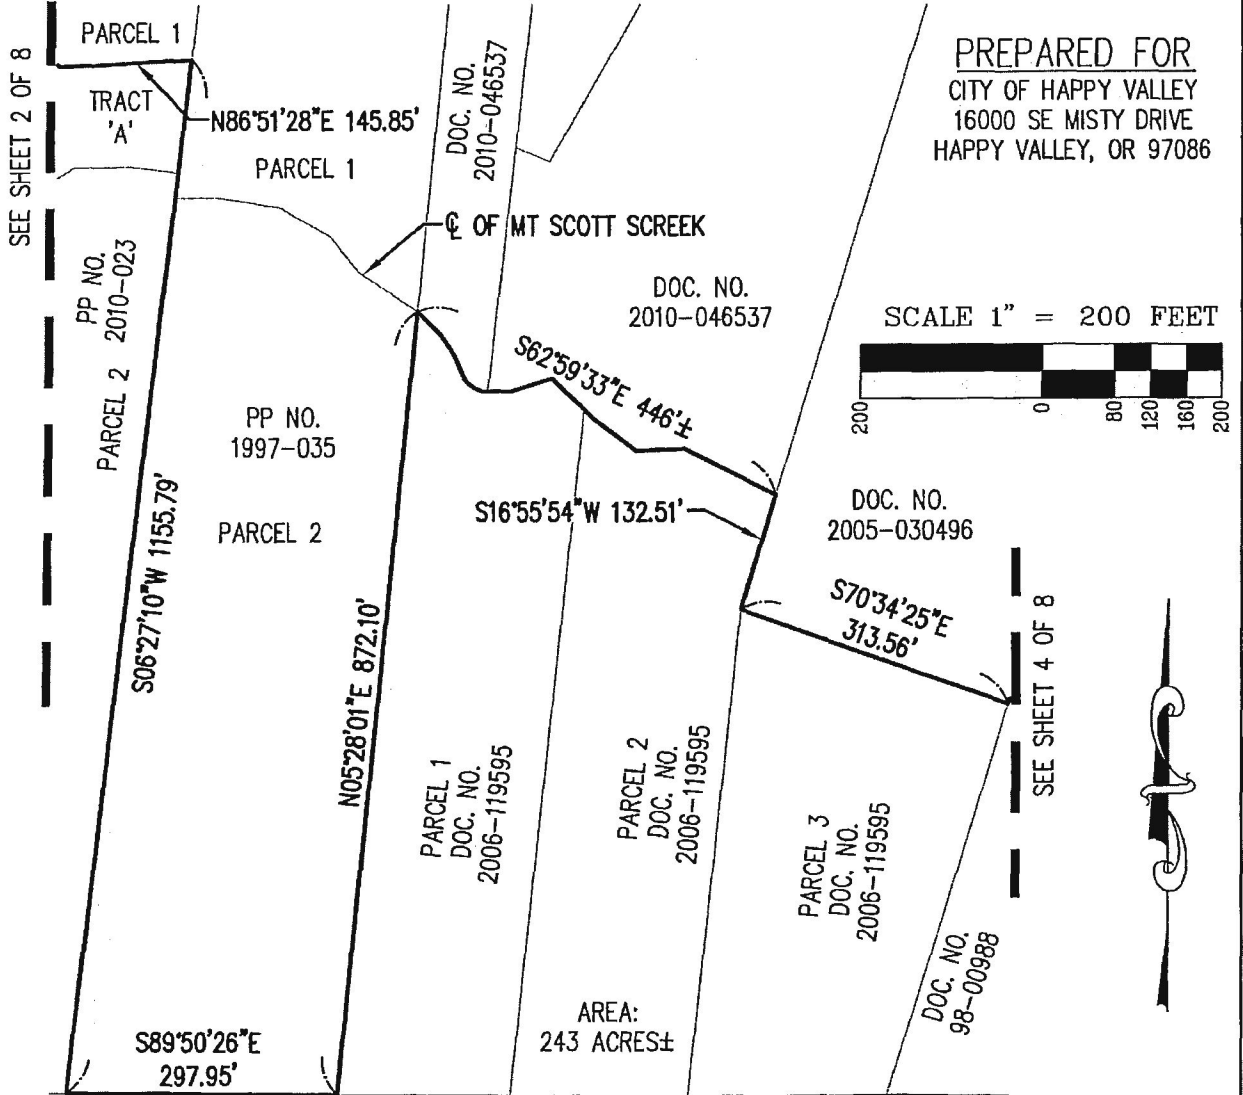 PARCEL 1
SEE SHEET 2 OF 8
TRACT
'A'
N86°51'28"E 145.85'
PARCEL 1
DOC. NO.
2010-046537
PREPARED FOR
CITY OF HAPPY VALLEY
16000 SE MISTY DRIVE
HAPPY VALLEY, OR 97086
℄ OF MT SCOTT SCREEK
PP NO.
2010-023
PARCEL 2
DOC. NO.
2010-046537
SCALE 1" = 200 FEET
200
0
80
120
160
200
S62°59'33"E 446'±
PP NO.
1997-035
PARCEL 2
S16°55'54"W 132.51'
DOC. NO.
2005-030496
S06°27'10"W 1155.79'
N05°28'01"E 872.10'
S70°34'25"E
313.56'
SEE SHEET 4 OF 8
PARCEL 1
DOC. NO.
2006-119595
PARCEL 2
DOC. NO.
2006-119595
PARCEL 3
DOC. NO.
2006-119595
DOC. NO.
98-00988
AREA:
243 ACRES±
S89°50'26"E
297.95'